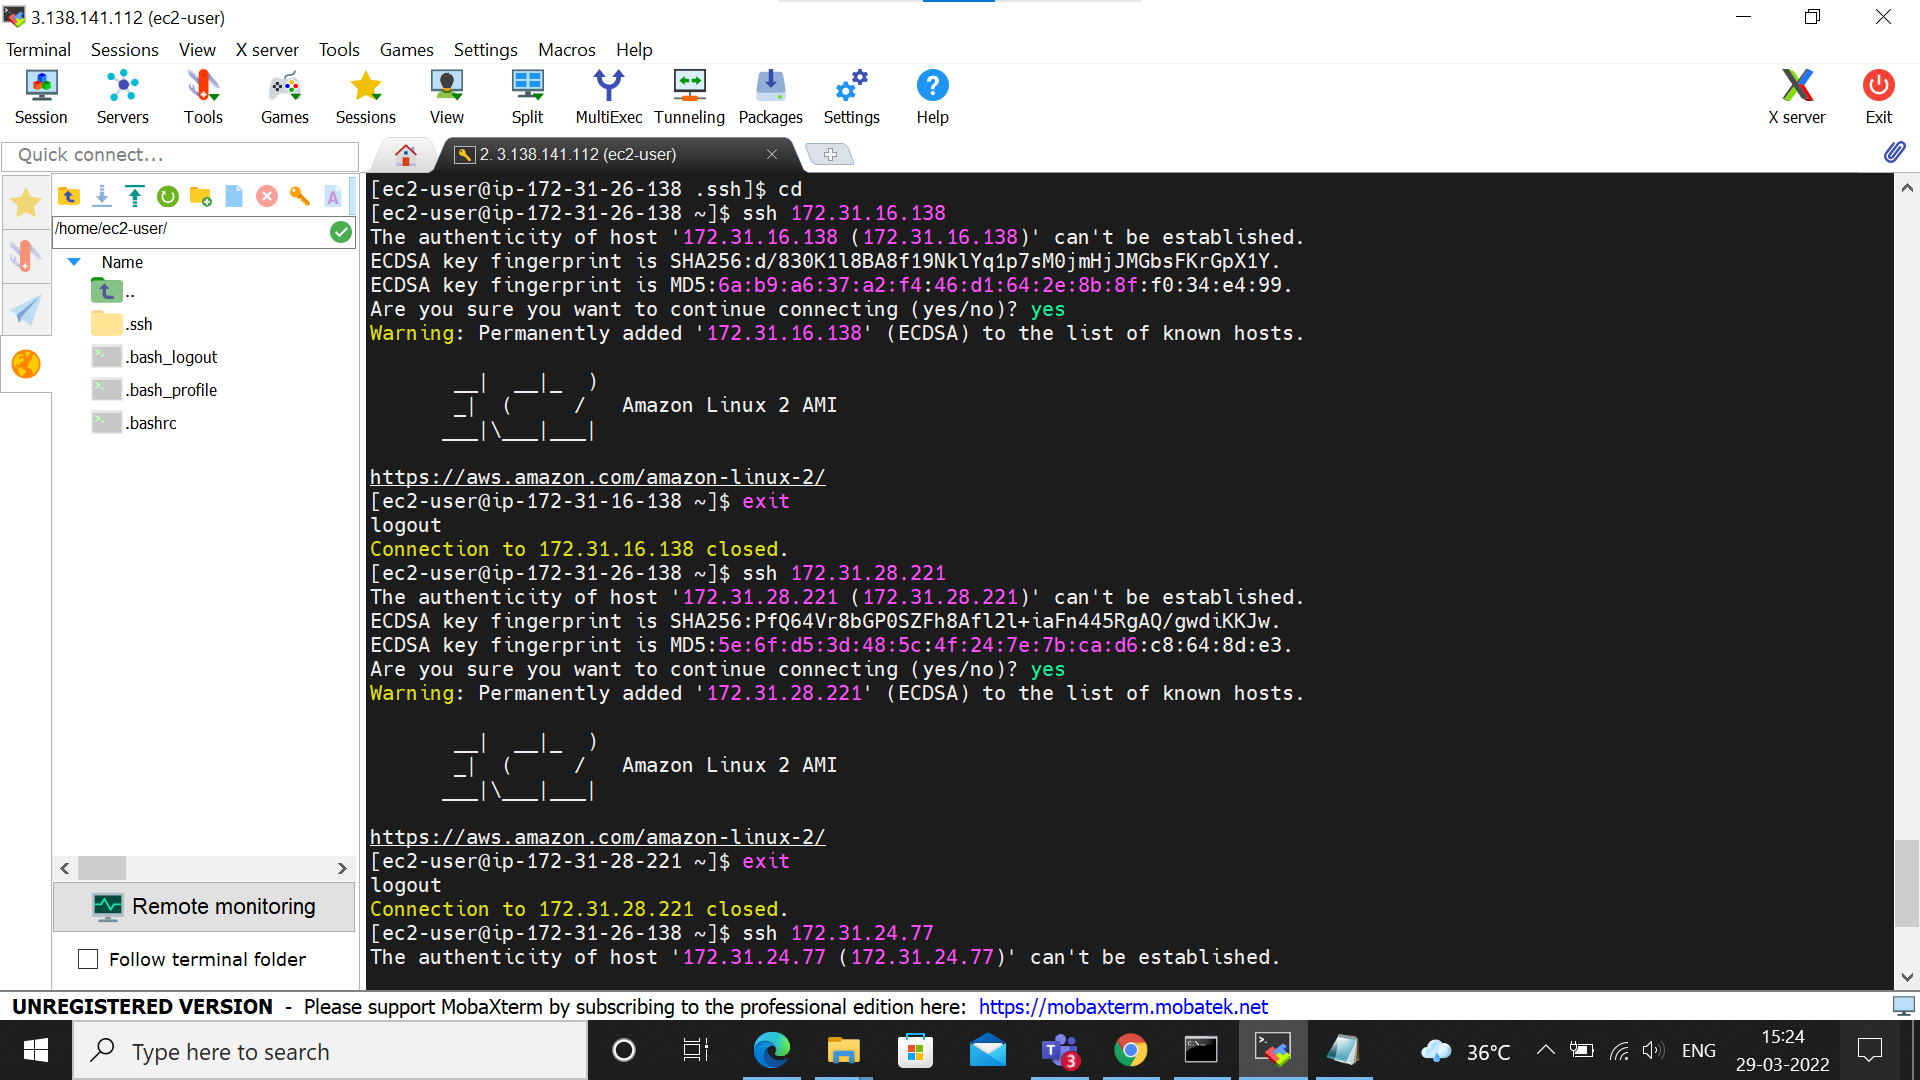 3.138.141.112 (ec2-user)
Terminal Sessions View X server Tools Games Settings Macros Help
Session Servers Tools Games Sessions View Split MultiExec Tunneling Packages Settings Help X server Exit
Quick connect...
2. 3.138.141.112 (ec2-user)
/home/ec2-user/
Name
..
.ssh
.bash_logout
.bash_profile
.bashrc
Remote monitoring
Follow terminal folder
[ec2-user@ip-172-31-26-138 .ssh]$ cd
[ec2-user@ip-172-31-26-138 ~]$ ssh 172.31.16.138
The authenticity of host '172.31.16.138 (172.31.16.138)' can't be established.
ECDSA key fingerprint is SHA256:d/830K1l8BA8f19NklYq1p7sM0jmHjJMGbsFKrGpX1Y.
ECDSA key fingerprint is MD5:6a:b9:a6:37:a2:f4:46:d1:64:2e:8b:8f:f0:34:e4:99.
Are you sure you want to continue connecting (yes/no)? yes
Warning: Permanently added '172.31.16.138' (ECDSA) to the list of known hosts.
       __|  __|_  )
       _|  (     /   Amazon Linux 2 AMI
      ___|\___|___|
https://aws.amazon.com/amazon-linux-2/
[ec2-user@ip-172-31-16-138 ~]$ exit
logout
Connection to 172.31.16.138 closed.
[ec2-user@ip-172-31-26-138 ~]$ ssh 172.31.28.221
The authenticity of host '172.31.28.221 (172.31.28.221)' can't be established.
ECDSA key fingerprint is SHA256:PfQ64Vr8bGP0SZFh8Afl2l+iaFn445RgAQ/gwdiKKJw.
ECDSA key fingerprint is MD5:5e:6f:d5:3d:48:5c:4f:24:7e:7b:ca:d6:c8:64:8d:e3.
Are you sure you want to continue connecting (yes/no)? yes
Warning: Permanently added '172.31.28.221' (ECDSA) to the list of known hosts.
       __|  __|_  )
       _|  (     /   Amazon Linux 2 AMI
      ___|\___|___|
https://aws.amazon.com/amazon-linux-2/
[ec2-user@ip-172-31-28-221 ~]$ exit
logout
Connection to 172.31.28.221 closed.
[ec2-user@ip-172-31-26-138 ~]$ ssh 172.31.24.77
The authenticity of host '172.31.24.77 (172.31.24.77)' can't be established.
UNREGISTERED VERSION - Please support MobaXterm by subscribing to the professional edition here: https://mobaxterm.mobatek.net
Type here to search
3
36°C
ENG
15:24
29-03-2022